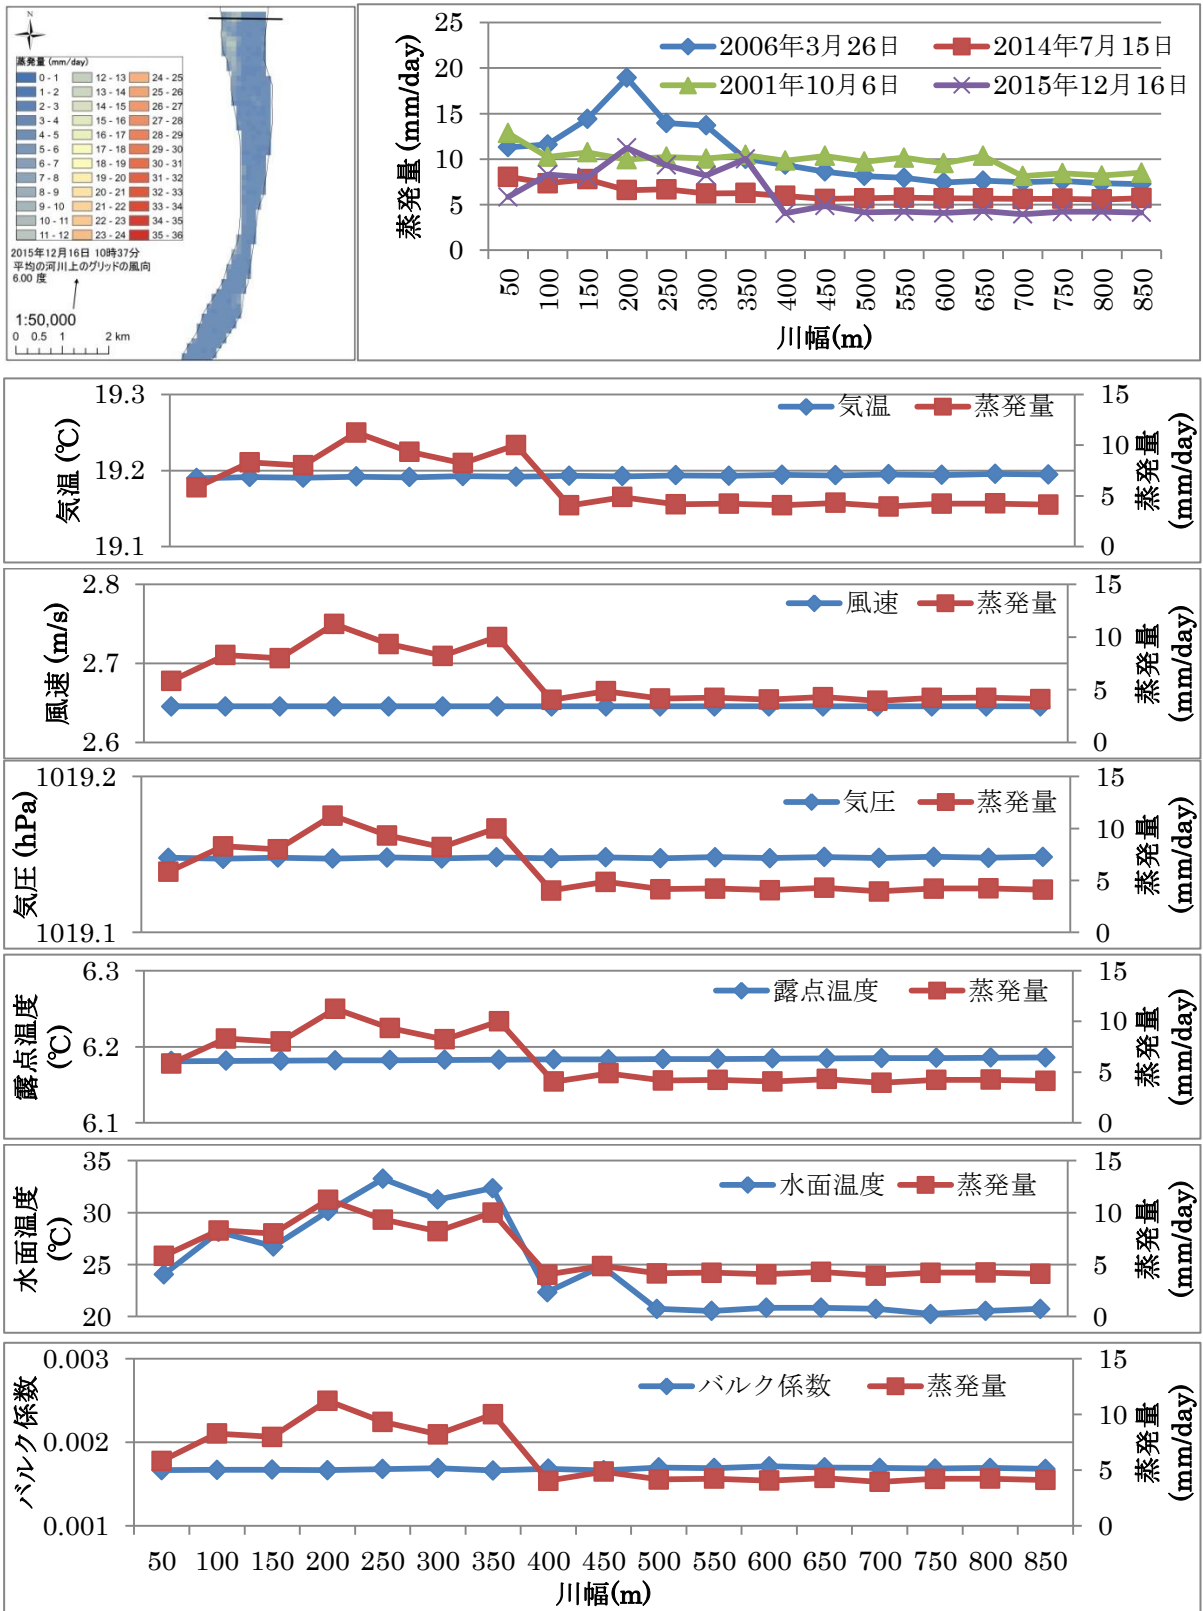 N
蒸発量 (mm/day)
0 - 1 12 - 13 24 - 25
1 - 2 13 - 14 25 - 26
2 - 3 14 - 15 26 - 27
3 - 4 15 - 16 27 - 28
4 - 5 16 - 17 28 - 29
5 - 6 17 - 18 29 - 30
6 - 7 18 - 19 30 - 31
7 - 8 19 - 20 31 - 32
8 - 9 20 - 21 32 - 33
9 - 10 21 - 22 33 - 34
10 - 11 22 - 23 34 - 35
11 - 12 23 - 24 35 - 36
2015年12月16日 10時37分
平均の河川上のグリッドの風向
6.00 度
1:50,000
0 0.5 1 2 km
蒸発量 (mm/day)
25
20
15
10
5
0
2006年3月26日 2014年7月15日
2001年10月6日 2015年12月16日
50 100 150 200 250 300 350 400 450 500 550 600 650 700 750 800 850
川幅(m)
気温 (℃)
19.3
19.2
19.1
気温 蒸発量
15
10
5
0
蒸発量
(mm/day)
風速 (m/s)
2.8
2.7
2.6
風速 蒸発量
15
10
5
0
蒸発量
(mm/day)
気圧 (hPa)
1019.2
1019.1
気圧 蒸発量
15
10
5
0
蒸発量
(mm/day)
露点温度
(℃)
6.3
6.2
6.1
露点温度 蒸発量
15
10
5
0
蒸発量
(mm/day)
水面温度
(℃)
35
30
25
20
水面温度 蒸発量
15
10
5
0
蒸発量
(mm/day)
バルク係数
0.003
0.002
0.001
バルク係数 蒸発量
15
10
5
0
蒸発量
(mm/day)
50 100 150 200 250 300 350 400 450 500 550 600 650 700 750 800 850
川幅(m)